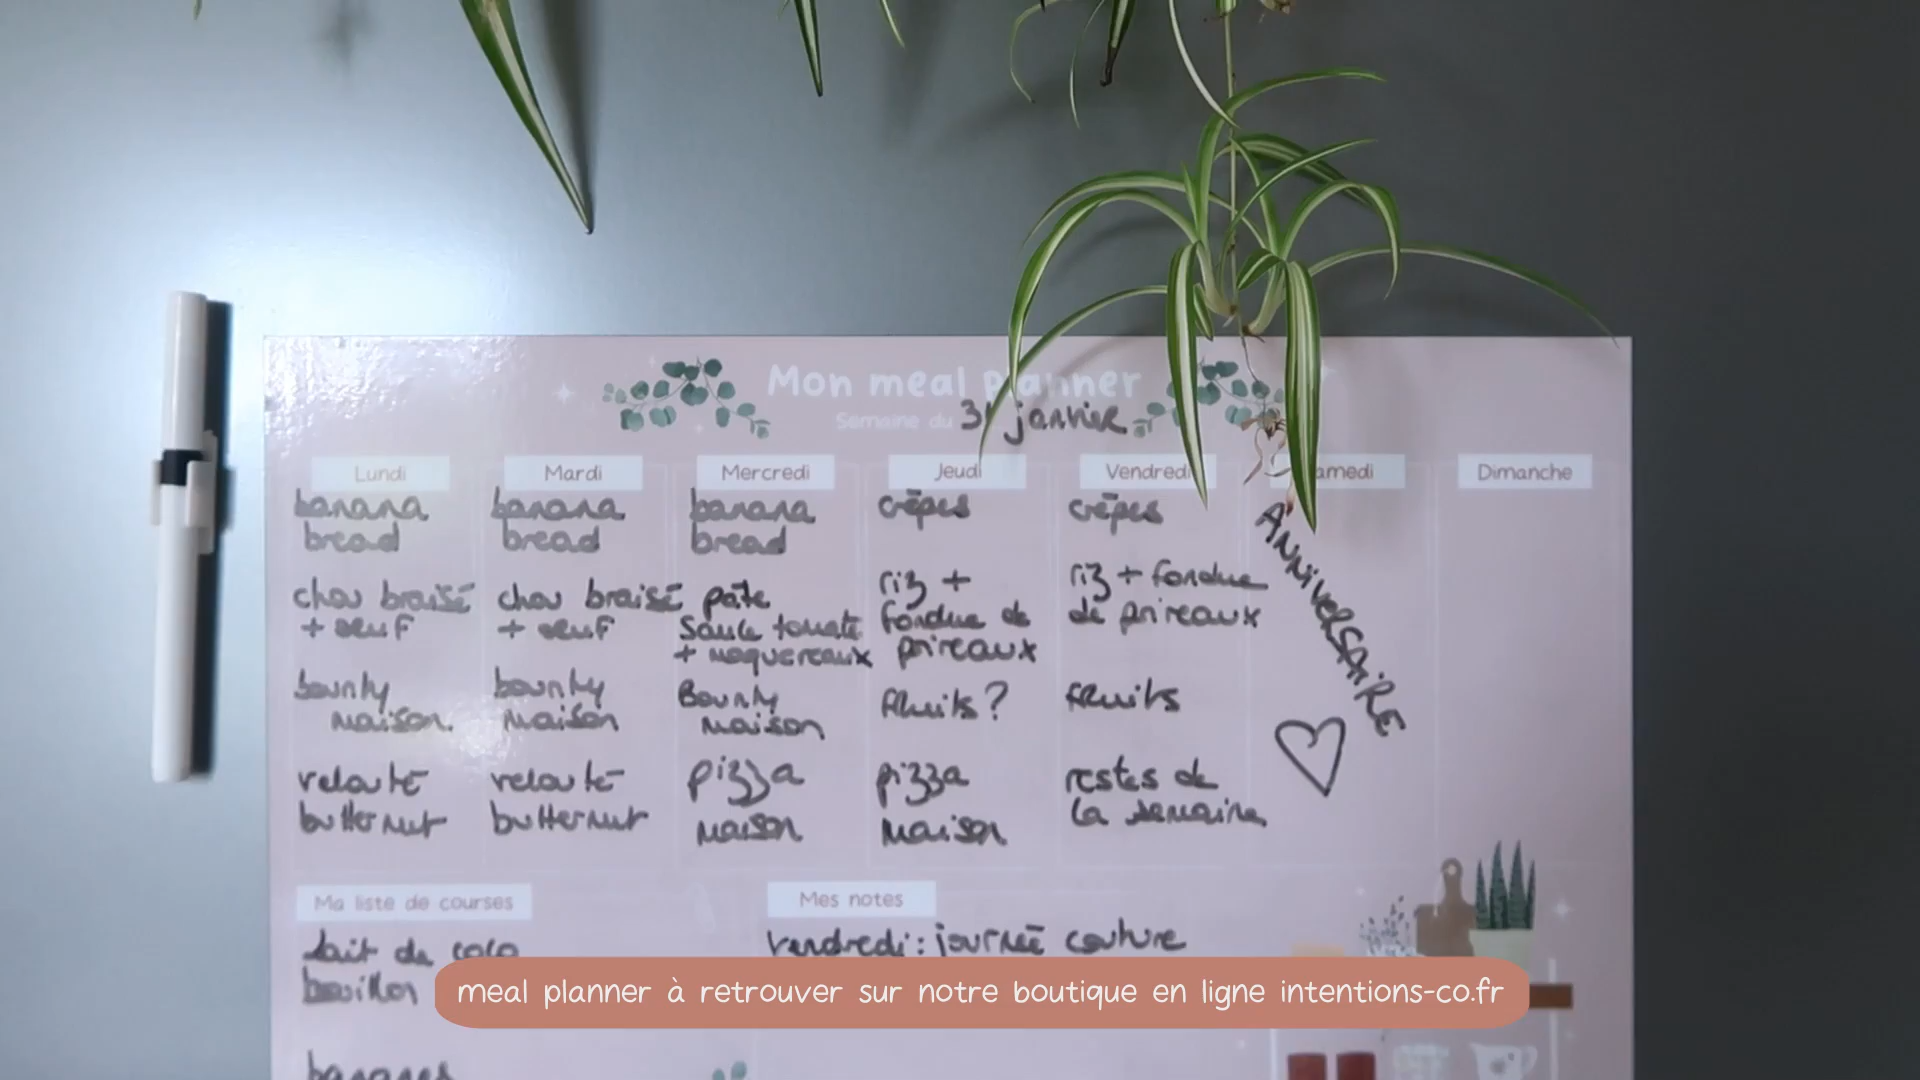 Mon meal planner
Semaine du 31 janvier
Lundi
banana
bread
chou braisé
+ œuf
bounty
maison.
velouté
butternut
Mardi
banana
bread
chou braisé
+ œuf
bounty
maison
velouté
butternut
Mercredi
banana
bread
pâte
sauce tomate
+ maquereaux
Bounty
maison
pizza
maison
Jeudi
crêpes
riz +
fondue de
poireaux
fruits ?
pizza
maison
Vendredi
crêpes
riz + fondue
de poireaux
fruits
restes de
la semaine
amedi
ANNIVERSAIRE
Dimanche
Ma liste de courses
lait de coco
bouillon
bananes
Mes notes
vendredi : journée couture
meal planner à retrouver sur notre boutique en ligne intentions-co.fr